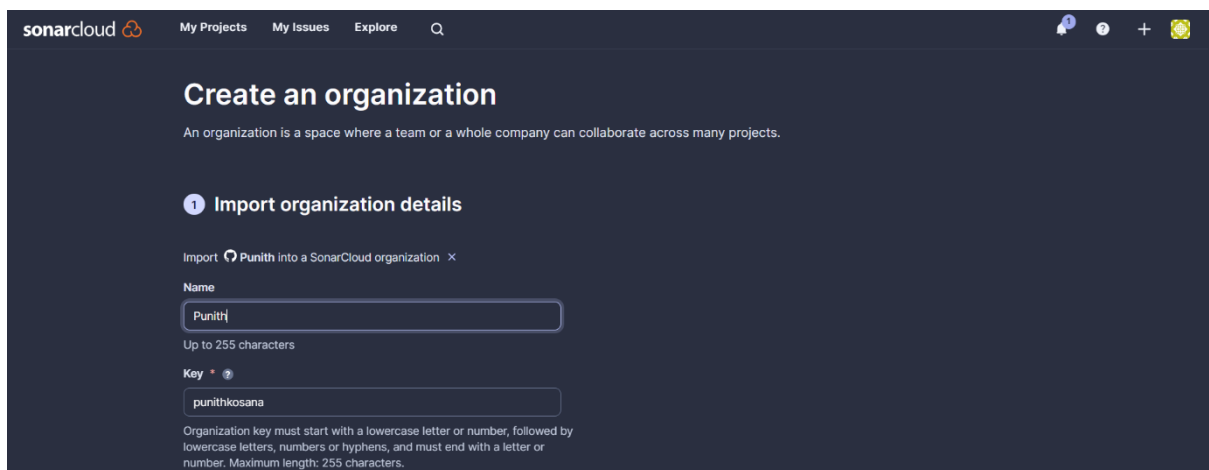 sonarcloud My Projects My Issues Explore 1 ?
Create an organization
An organization is a space where a team or a whole company can collaborate across many projects.
1 Import organization details
Import Punith into a SonarCloud organization ×
Name
Punith
Up to 255 characters
Key * ?
punithkosana
Organization key must start with a lowercase letter or number, followed by
lowercase letters, numbers or hyphens, and must end with a letter or
number. Maximum length: 255 characters.